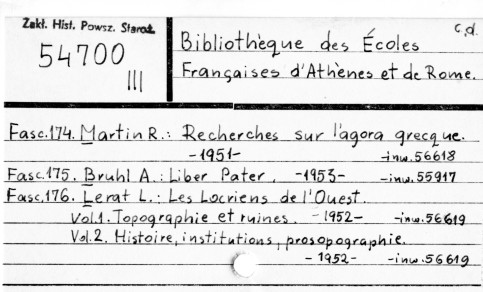 Zakł. Hist. Powsz. Staroż.
54700
III
c.d.
Bibliothèque des Écoles
Françaises d'Athènes et de Rome.
Fasc.174. Martin R.: Recherches sur l'agora grecque.
-1951- -inw.56618
Fasc.175. Bruhl A.: Liber Pater. -1953- -inw.55917
Fasc.176. Lerat L.: Les Locriens de l'Ouest.
Vol.1. Topographie et ruines. -1952- -inw.56619
Vol.2. Histoire, institutions, prosopographie.
-1952- -inw.56619